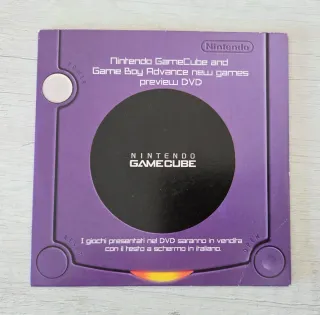 Nintendo
Nintendo GameCube and
Game Boy Advance new games
preview DVD
NINTENDO
GAMECUBE
I giochi presentati nel DVD saranno in vendita
con il testo a schermo in italiano.